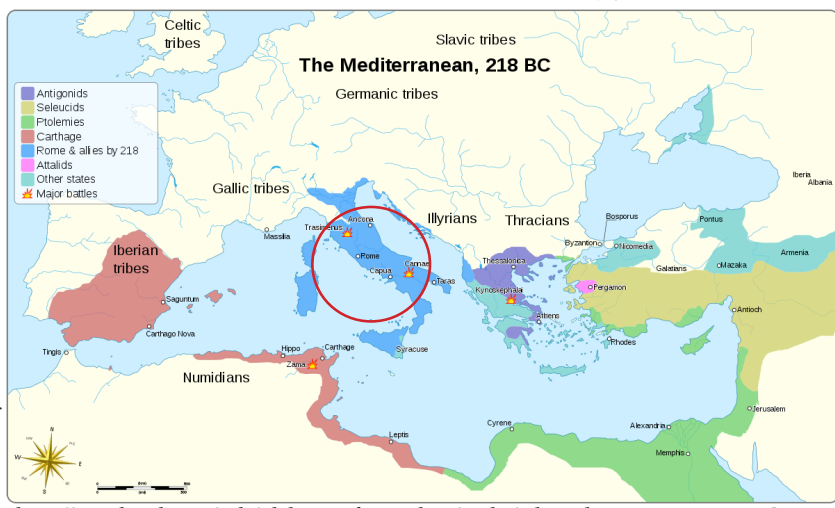 Celtic
tribes
Slavic tribes
The Mediterranean, 218 BC
Germanic tribes
Antigonids
Seleucids
Ptolemies
Carthage
Rome & allies by 218
Attalids
Other states
Major battles
Iberia
Albania
Gallic tribes
Illyrians
Thracians
Bosporus
Pontus
Ancona
Trasimenus
Massilia
Byzantion
Nicomedia
Armenia
Iberian
tribes
Rome
Cannae
Capua
Taras
Thessalonica
Galatians
Mazaka
Kynoskephalai
Pergamon
Saguntum
Antioch
Athens
Carthago Nova
Rhodes
Tingis
Hippo
Carthage
Syracuse
Zama
Numidians
Jerusalem
Leptis
Cyrene
Alexandria
Memphis
N
W
E
S